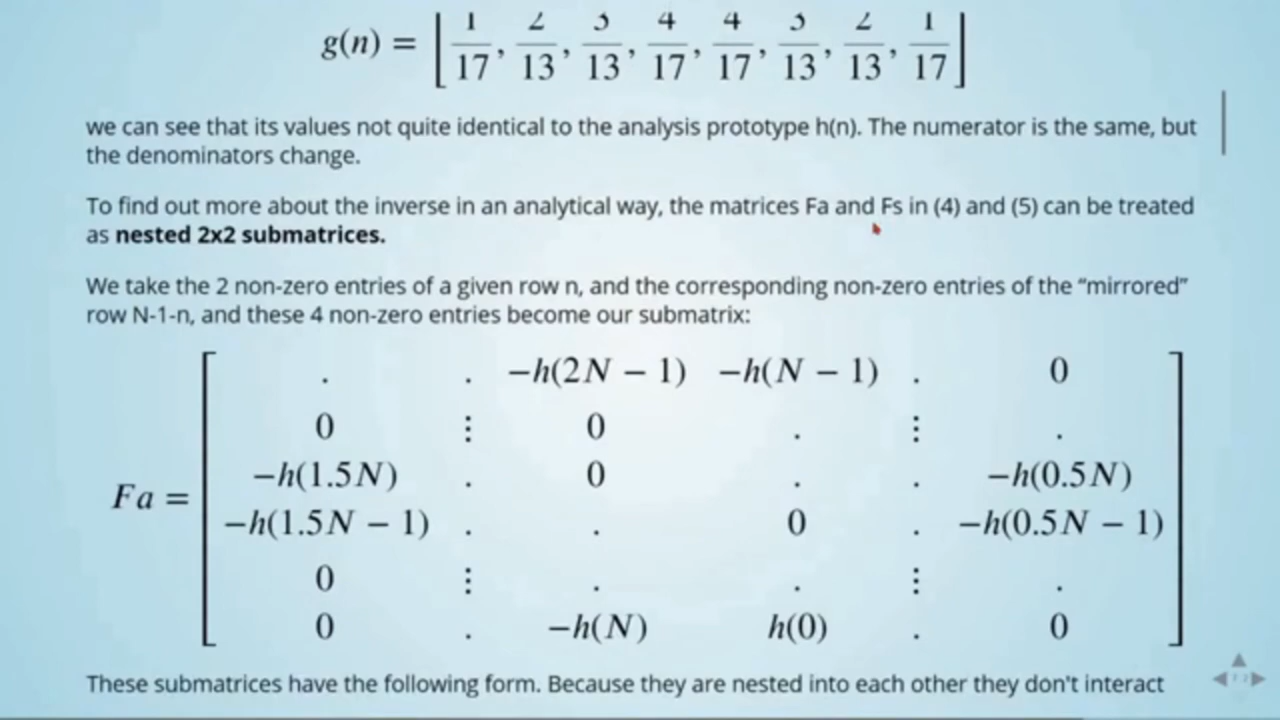 g(n) = [1/17, 2/13, 3/13, 4/17, 4/17, 3/13, 2/13, 1/17]
we can see that its values not quite identical to the analysis prototype h(n). The numerator is the same, but
the denominators change.
To find out more about the inverse in an analytical way, the matrices Fa and Fs in (4) and (5) can be treated
as nested 2x2 submatrices.
We take the 2 non-zero entries of a given row n, and the corresponding non-zero entries of the “mirrored”
row N-1-n, and these 4 non-zero entries become our submatrix:
. . −h(2N − 1) −h(N − 1) . 0
0 ⋮ 0 . ⋮ .
−h(1.5N) . 0 . . −h(0.5N)
Fa =
−h(1.5N − 1) . . 0 . −h(0.5N − 1)
0 ⋮ . . ⋮ .
0 . −h(N) h(0) . 0
These submatrices have the following form. Because they are nested into each other they don't interact